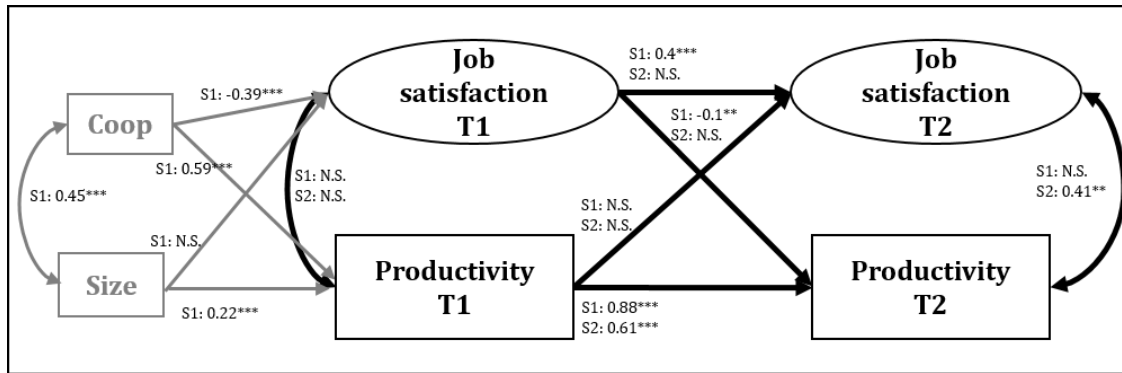 Job
satisfaction
T1
S1: 0.4***
S2: N.S.
Job
satisfaction
T2
S1: -0.39***
Coop
S1: -0.1**
S2: N.S.
S1: 0.59***
S1: N.S.
S2: N.S.
S1: 0.45***
S1: N.S.
S2: N.S.
S1: N.S.
S2: 0.41**
S1: N.S.
Size
Productivity
T1
Productivity
T2
S1: 0.22***
S1: 0.88***
S2: 0.61***